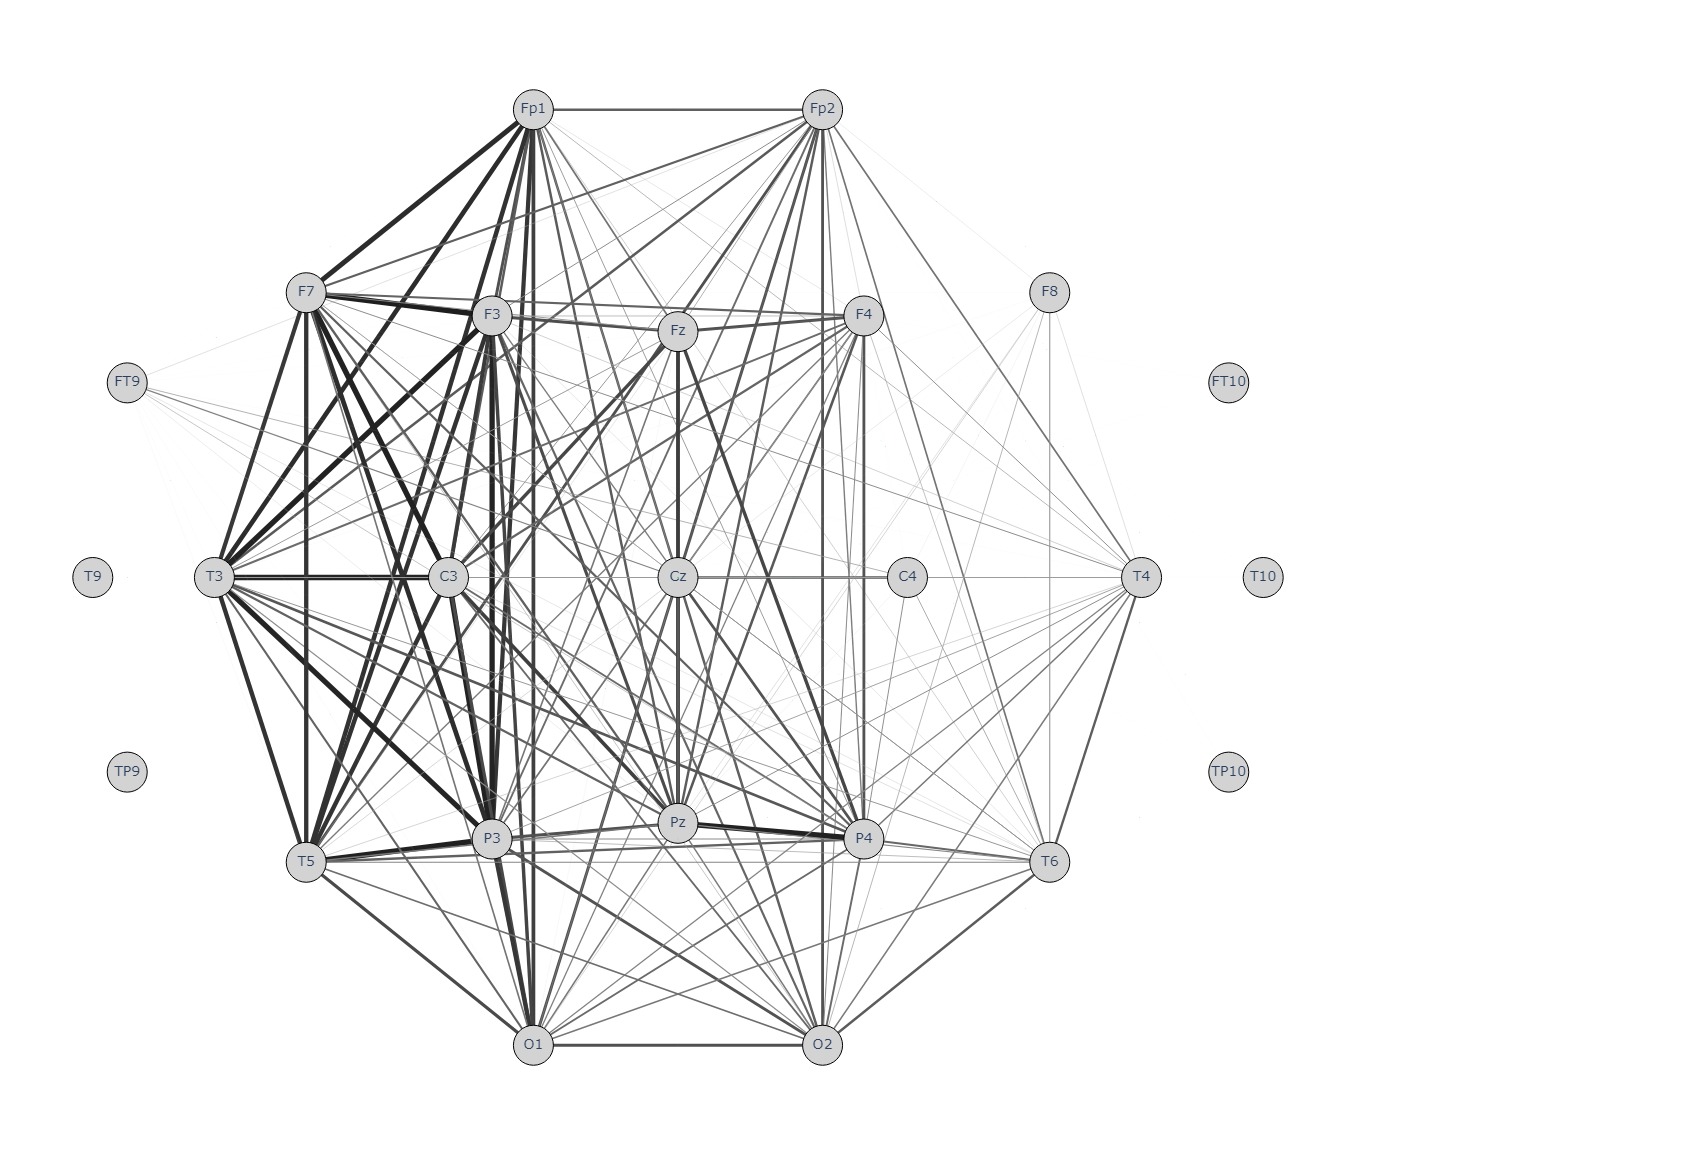 Fp1 Fp2
F7 F3 Fz F4 F8
FT9 FT10
T9 T3 C3 Cz C4 T4 T10
TP9 TP10
T5 P3 Pz P4 T6
O1 O2